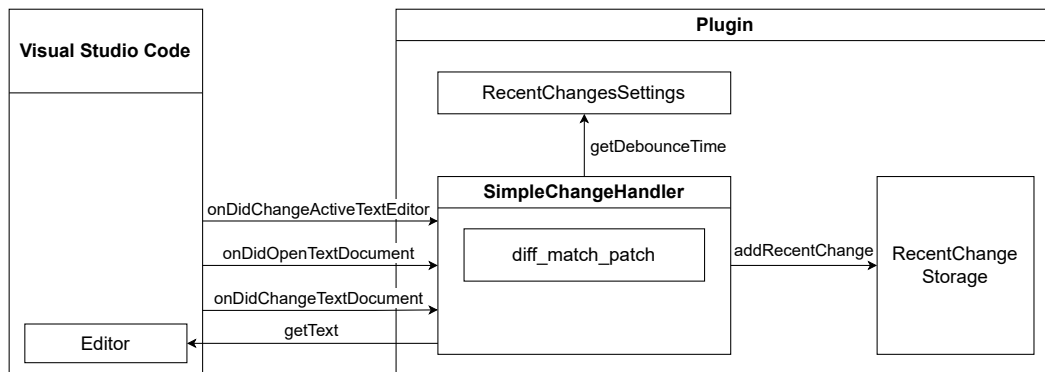 Plugin
Visual Studio Code
RecentChangesSettings
getDebounceTime
SimpleChangeHandler
onDidChangeActiveTextEditor
diff_match_patch
onDidOpenTextDocument
addRecentChange
RecentChange
Storage
onDidChangeTextDocument
getText
Editor